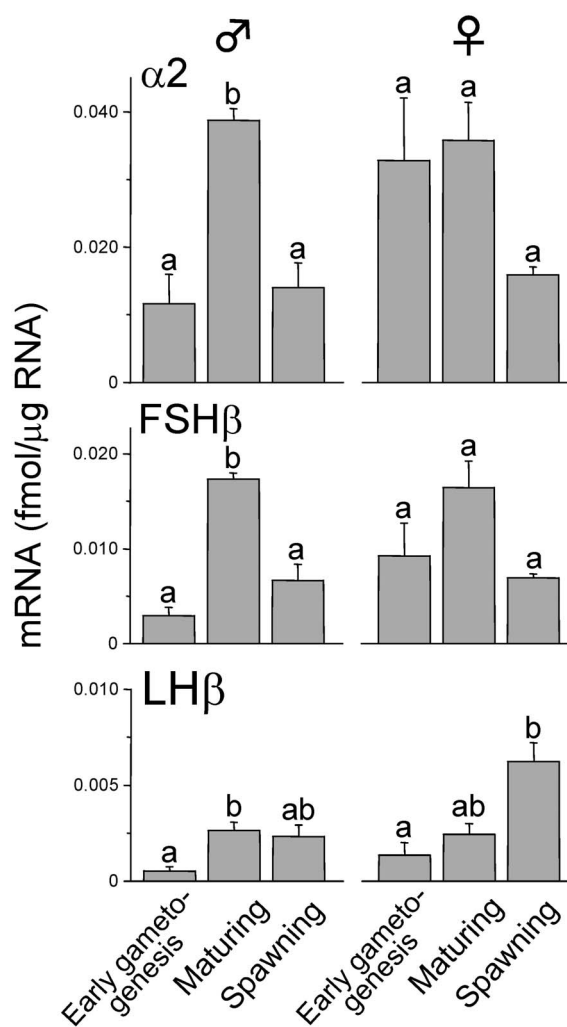 ♂ ♀
α2
a b a a a a
0.040
0.020
0
mRNA (fmol/μg RNA)
FSHβ
a b a a a a
0.020
0.010
0
LHβ
a b ab a ab b
0.010
0.005
0
Early gameto-
genesis
Maturing
Spawning
Early gameto-
genesis
Maturing
Spawning